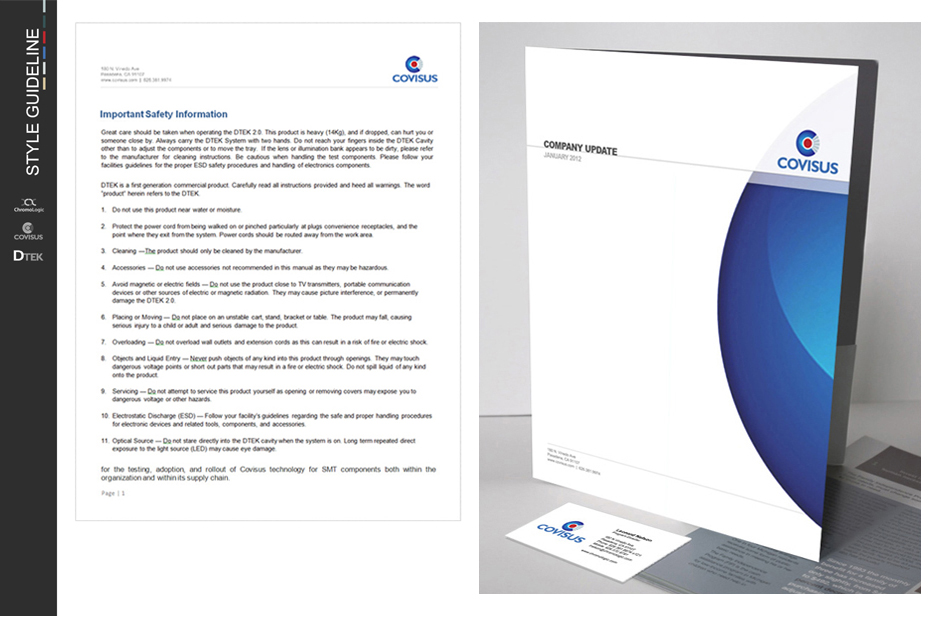 STYLE GUIDELINE
ChromeLogic
COVISUS
DTEK
Pasadena, CA 91107
www.covisus.com | 626.381.9974
COVISUS
Important Safety Information
Great care should be taken when operating the DTEK 2.0. This product is heavy (14Kg), and if dropped, can hurt you or
someone close by. Always carry the DTEK System with two hands. Do not reach your fingers inside the DTEK Cavity
other than to adjust the components or to move the tray. If the lens or illumination bank appears to be dirty, please refer
to the manufacturer for cleaning instructions. Be cautious when handling the test components. Please follow your
facilities guidelines for the proper ESD safety procedures and handling of electronics components.
DTEK is a first generation commercial product. Carefully read all instructions provided and heed all warnings. The word
"product" herein refers to the DTEK.
1. Do not use this product near water or moisture.
2. Protect the power cord from being walked on or pinched particularly at plugs convenience receptacles, and the
point where they exit from the system. Power cords should be routed away from the work area.
3. Cleaning —The product should only be cleaned by the manufacturer.
4. Accessories — Do not use accessories not recommended in this manual as they may be hazardous.
5. Avoid magnetic or electric fields — Do not use the product close to TV transmitters, portable communication
devices or other sources of electric or magnetic radiation. They may cause picture interference, or permanently
damage the DTEK 2.0.
6. Placing or Moving — Do not place on an unstable cart, stand, bracket or table. The product may fall, causing
serious injury to a child or adult and serious damage to the product.
7. Overloading — Do not overload wall outlets and extension cords as this can result in a risk of fire or electric shock.
8. Objects and Liquid Entry — Never push objects of any kind into this product through openings. They may touch
dangerous voltage points or short out parts that may result in a fire or electric shock. Do not spill liquid of any kind
onto the product.
9. Servicing — Do not attempt to service this product yourself as opening or removing covers may expose you to
dangerous voltage or other hazards.
10. Electrostatic Discharge (ESD) — Follow your facility's guidelines regarding the safe and proper handling procedures
for electronic devices and related tools, components, and accessories.
11. Optical Source — Do not stare directly into the DTEK cavity when the system is on. Long term repeated direct
exposure to the light source (LED) may cause eye damage.
for the testing, adoption, and rollout of Covisus technology for SMT components both within the
organization and within its supply chain.
Page | 1
COMPANY UPDATE
JANUARY 2012
COVISUS
Pasadena, CA 91107
www.covisus.com | 626.381.9974
COVISUS
Leonard Nelson